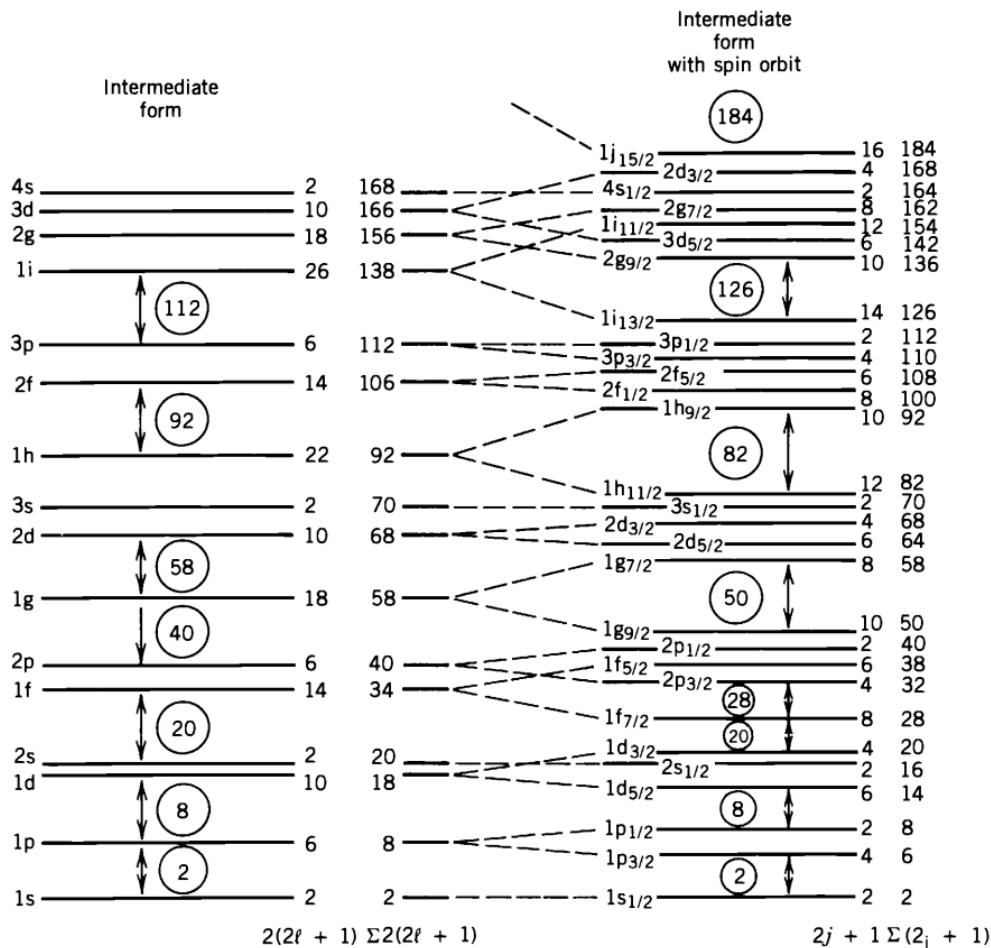 Intermediate
form
with spin orbit
Intermediate
form
184
1j15/2 16 184
2d3/2 4 168
4s 2 168 4s1/2 2 164
3d 10 166 2g7/2 8 162
2g 18 156 1i11/2 12 154
3d5/2 6 142
1i 26 138 2g9/2 10 136
112 126
1i13/2 14 126
3p 6 112 3p1/2 2 112
3p3/2 4 110
2f 14 106 2f5/2 6 108
2f1/2 8 100
1h9/2 10 92
92
1h 22 92 82
1h11/2 12 82
3s 2 70 3s1/2 2 70
2d 10 68 2d3/2 4 68
2d5/2 6 64
58 1g7/2 8 58
1g 18 58 50
40 1g9/2 10 50
2p 6 40 2p1/2 2 40
1f 14 34 1f5/2 6 38
2p3/2 4 32
28
20 1f7/2 8 28
20
2s 2 20 1d3/2 4 20
1d 10 18 2s1/2 2 16
1d5/2 6 14
8 8
1p 6 8 1p1/2 2 8
1p3/2 4 6
2 2
1s 2 2 1s1/2 2 2
2(2ℓ + 1) Σ2(2ℓ + 1) 2j + 1 Σ(2j + 1)